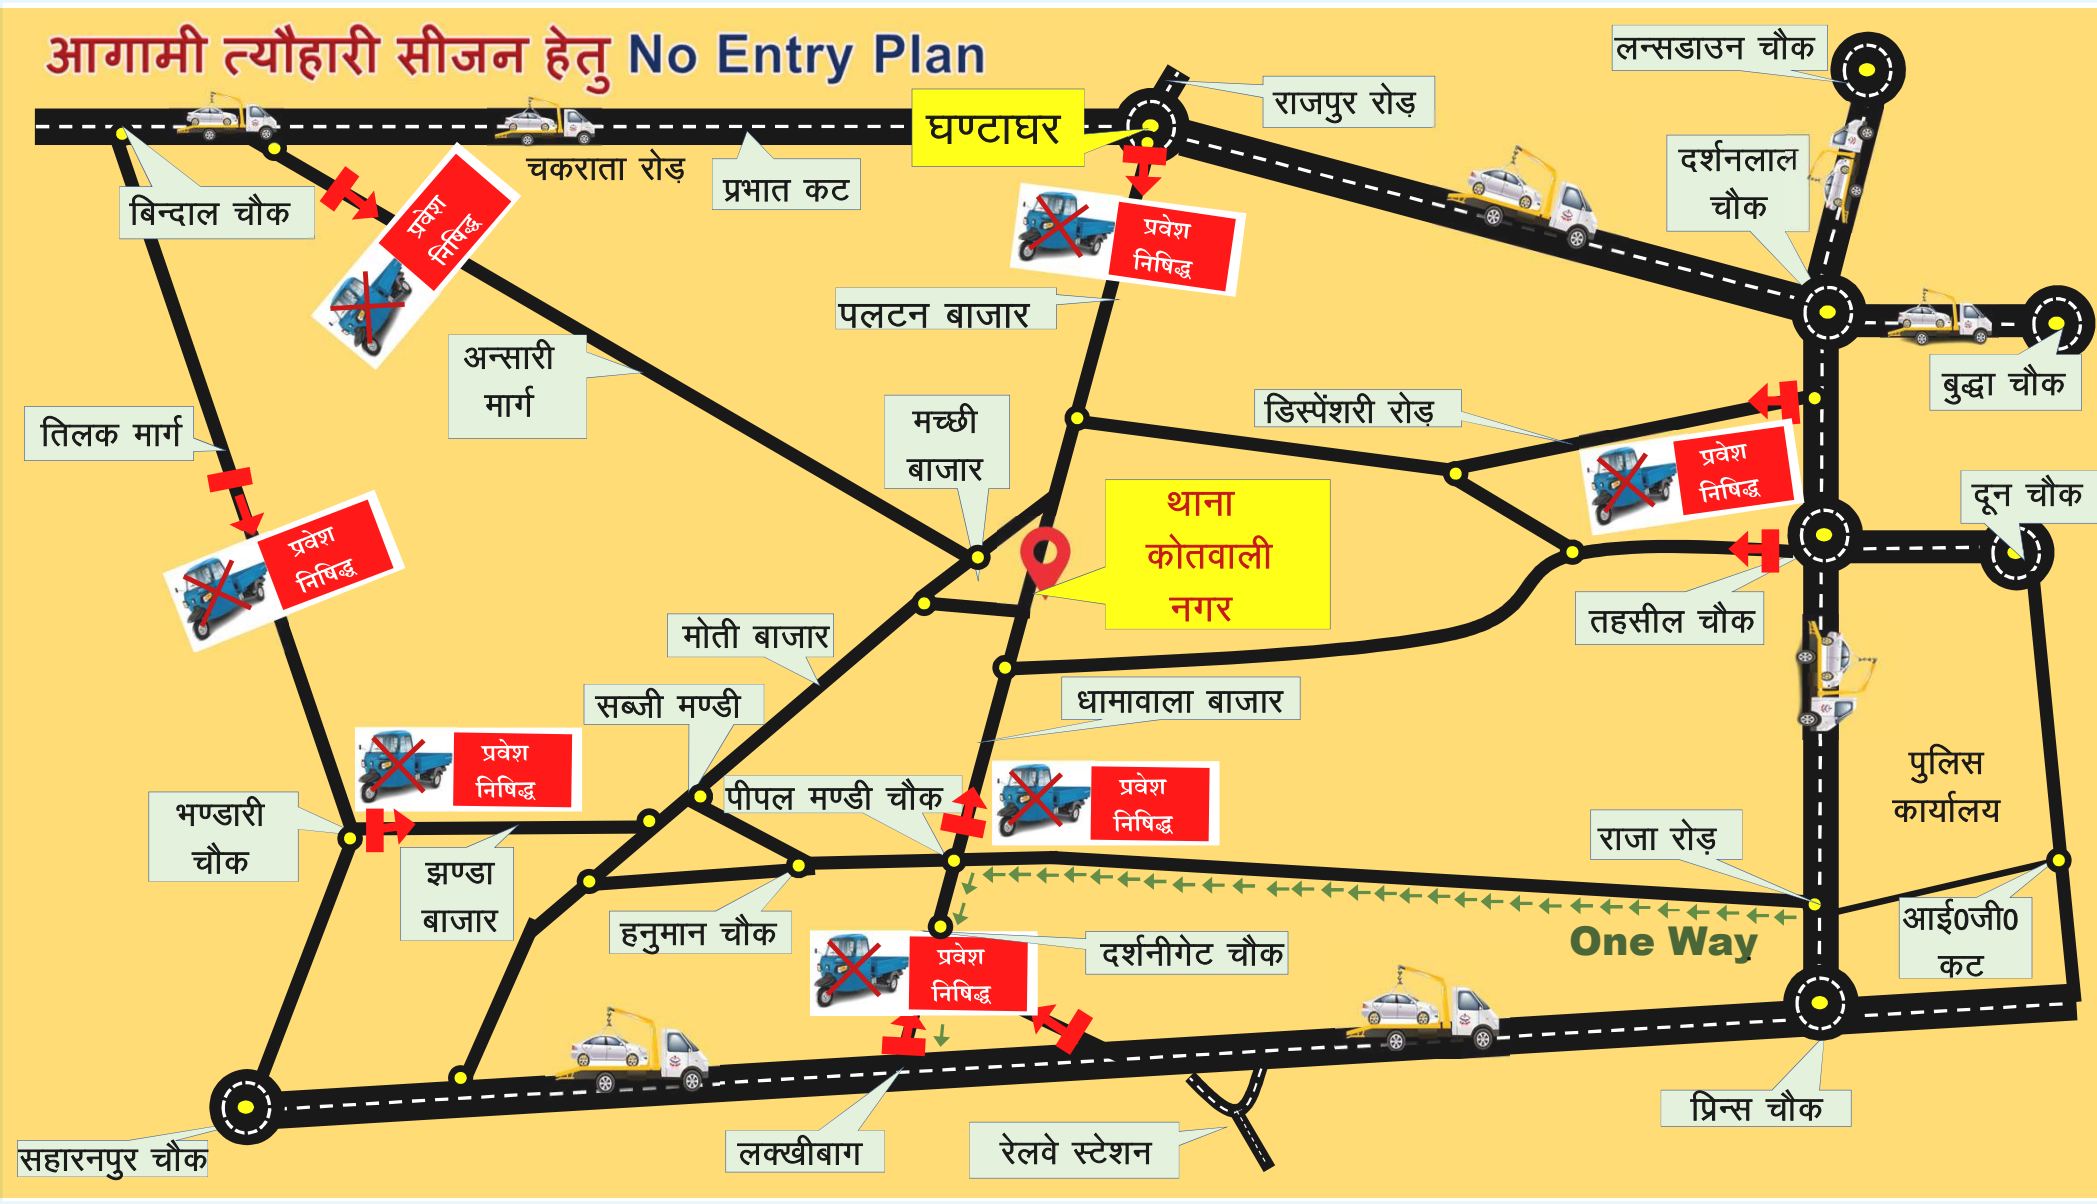 आगामी त्यौहारी सीजन हेतु No Entry Plan
लन्सडाउन चौक
राजपुर रोड़
घण्टाघर
चकराता रोड़
प्रभात कट
दर्शनलाल
चौक
बिन्दाल चौक
प्रवेश
निषिद्ध
प्रवेश
निषिद्ध
पलटन बाजार
अन्सारी
मार्ग
बुद्धा चौक
डिस्पेंशरी रोड़
मच्छी
बाजार
तिलक मार्ग
प्रवेश
निषिद्ध
दून चौक
थाना
कोतवाली
नगर
प्रवेश
निषिद्ध
तहसील चौक
मोती बाजार
सब्जी मण्डी
धामावाला बाजार
प्रवेश
निषिद्ध
पीपल मण्डी चौक
प्रवेश
निषिद्ध
पुलिस
कार्यालय
भण्डारी
चौक
राजा रोड़
झण्डा
बाजार
हनुमान चौक
आई0जी0
कट
One Way
दर्शनीगेट चौक
प्रवेश
निषिद्ध
प्रिन्स चौक
सहारनपुर चौक
लक्खीबाग
रेलवे स्टेशन